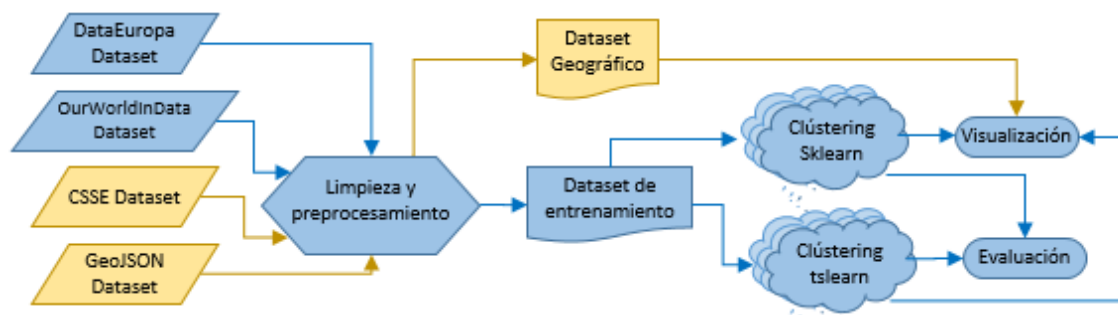 DataEuropa
Dataset
OurWorldInData
Dataset
CSSE Dataset
GeoJSON
Dataset
Limpieza y
preprocesamiento
Dataset
Geográfico
Dataset de
entrenamiento
Clústering
Sklearn
Clústering
tslearn
Visualización
Evaluación